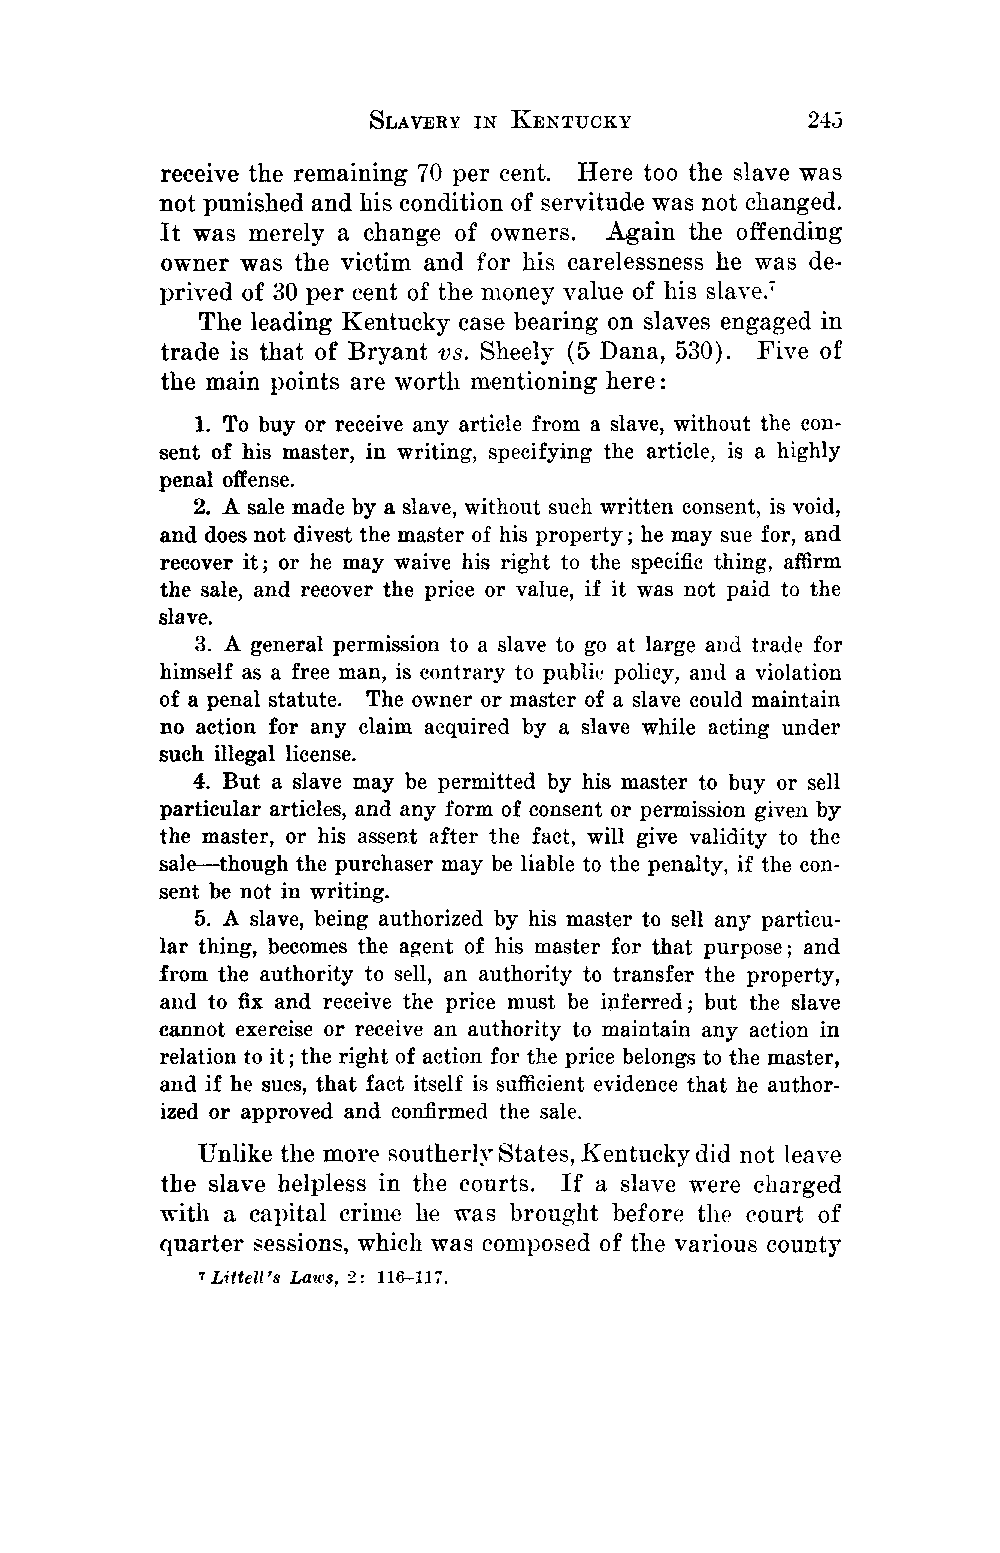 SLAVERY IN KENTUCKY 245
receive the remaining 70 per cent. Here too the slave was
not punished and his condition of servitude was not changed.
It was merely a change of owners. Again the offending
owner was the victim and for his carelessness he was de-
prived of 30 per cent of the money value of his slave.⁷
The leading Kentucky case bearing on slaves engaged in
trade is that of Bryant vs. Sheely (5 Dana, 530). Five of
the main points are worth mentioning here:
1. To buy or receive any article from a slave, without the con-
sent of his master, in writing, specifying the article, is a highly
penal offense.
2. A sale made by a slave, without such written consent, is void,
and does not divest the master of his property; he may sue for, and
recover it; or he may waive his right to the specific thing, affirm
the sale, and recover the price or value, if it was not paid to the
slave.
3. A general permission to a slave to go at large and trade for
himself as a free man, is contrary to public policy, and a violation
of a penal statute. The owner or master of a slave could maintain
no action for any claim acquired by a slave while acting under
such illegal license.
4. But a slave may be permitted by his master to buy or sell
particular articles, and any form of consent or permission given by
the master, or his assent after the fact, will give validity to the
sale—though the purchaser may be liable to the penalty, if the con-
sent be not in writing.
5. A slave, being authorized by his master to sell any particu-
lar thing, becomes the agent of his master for that purpose; and
from the authority to sell, an authority to transfer the property,
and to fix and receive the price must be inferred; but the slave
cannot exercise or receive an authority to maintain any action in
relation to it; the right of action for the price belongs to the master,
and if he sues, that fact itself is sufficient evidence that he author-
ized or approved and confirmed the sale.
Unlike the more southerly States, Kentucky did not leave
the slave helpless in the courts. If a slave were charged
with a capital crime he was brought before the court of
quarter sessions, which was composed of the various county
⁷ Littell's Laws, 2: 116–117.